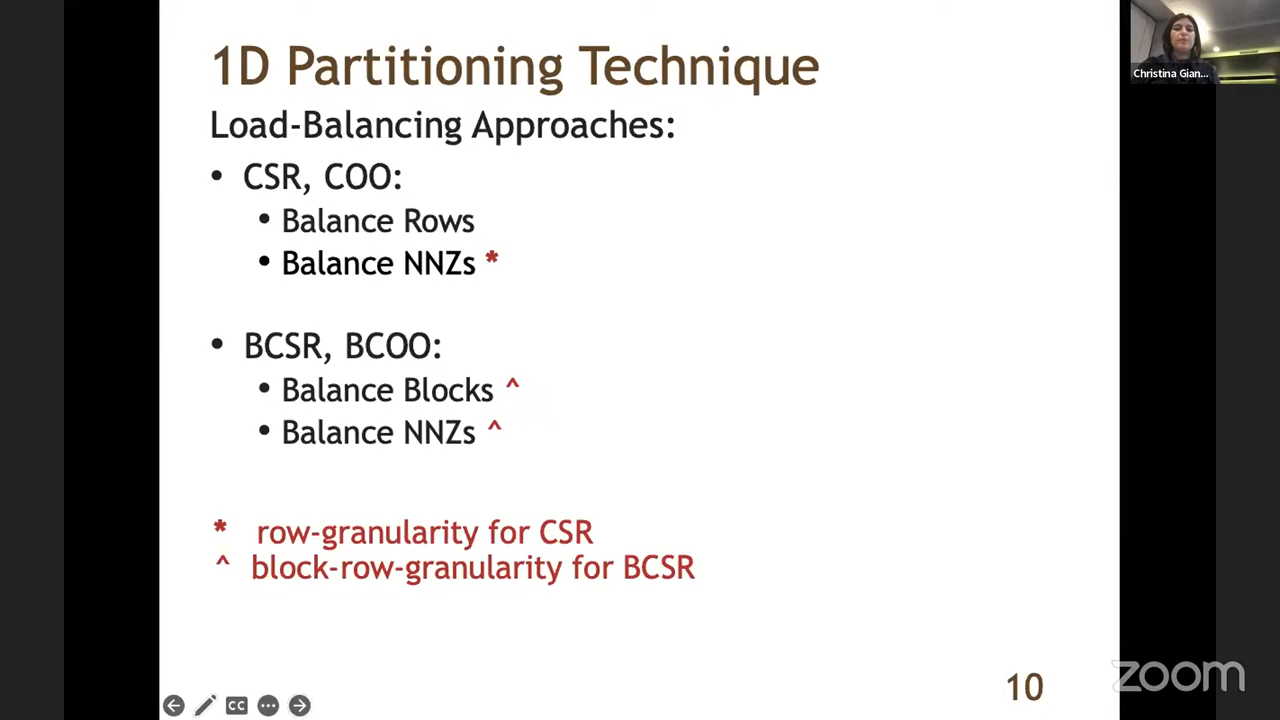 1D Partitioning Technique
Load-Balancing Approaches:
• CSR, COO:
• Balance Rows
• Balance NNZs *
• BCSR, BCOO:
• Balance Blocks ^
• Balance NNZs ^
* row-granularity for CSR
^ block-row-granularity for BCSR
10
Christina Gian...
CC
zoom